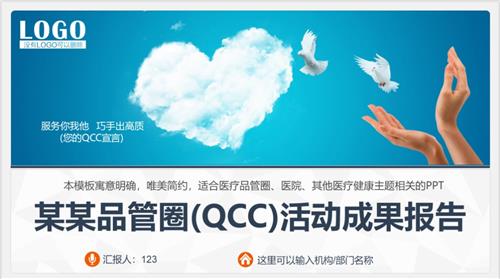 LOGO
没有LOGO可以删除
服务你我他 巧手出高质
(您的QCC宣言)
本模板寓意明确，唯美简约，适合医疗品管圈、医院、其他医疗健康主题相关的PPT
某某品管圈(QCC)活动成果报告
汇报人：123
这里可以输入机构/部门名称